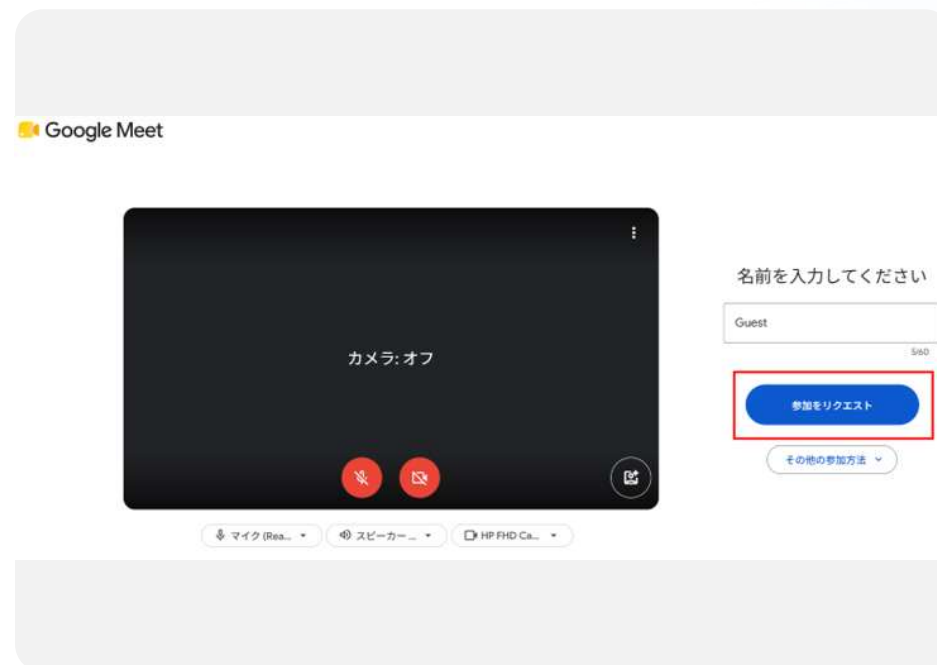 Google Meet
名前を入力してください
Guest
5/60
カメラ: オフ
参加をリクエスト
その他の参加方法
マイク (Rea...
スピーカー ...
HP FHD Ca...